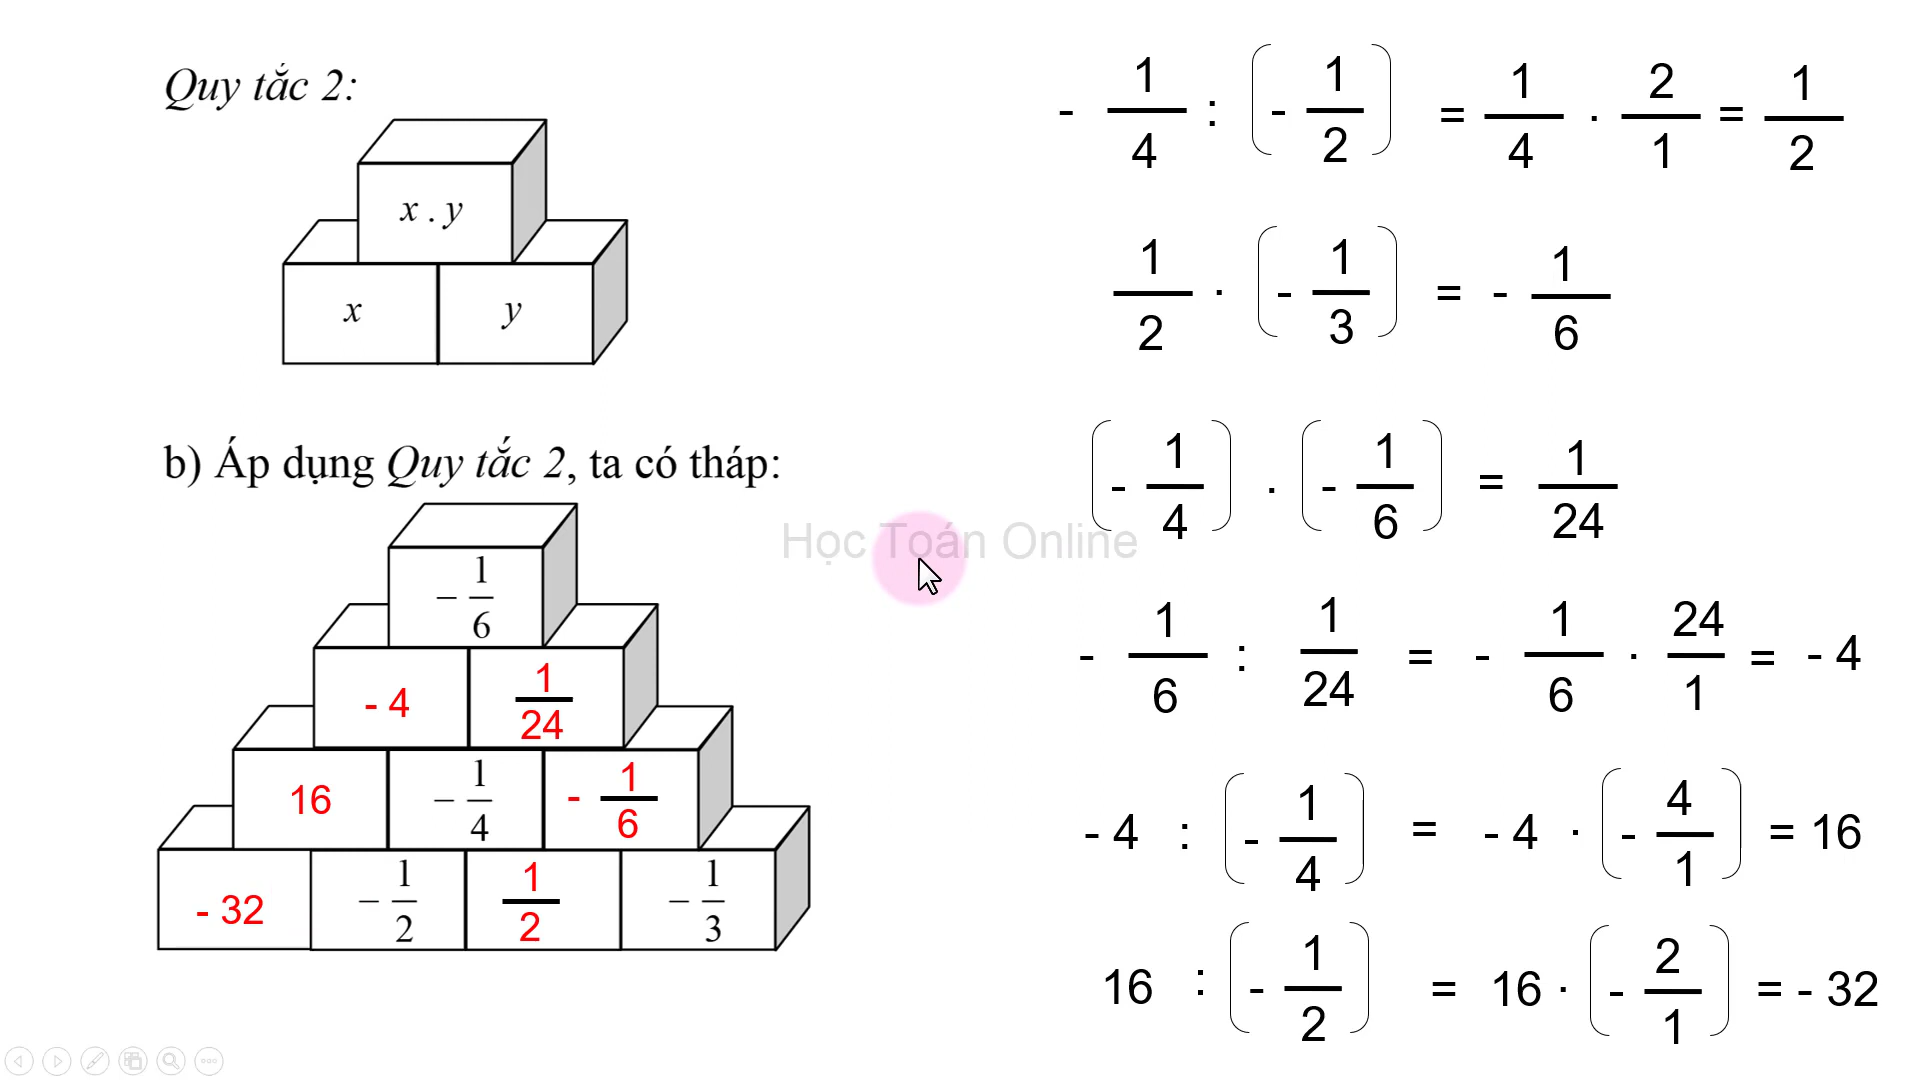 Quy tắc 2:
x . y
x y
b) Áp dụng Quy tắc 2, ta có tháp:
- 1/6
- 4 1/24
16 - 1/4 - 1/6
- 32 - 1/2 1/2 - 1/3
Học Toán Online
- 1/4 : (- 1/2) = 1/4 . 2/1 = 1/2
1/2 . (- 1/3) = - 1/6
(- 1/4) . (- 1/6) = 1/24
- 1/6 : 1/24 = - 1/6 . 24/1 = - 4
- 4 : (- 1/4) = - 4 . (- 4/1) = 16
16 : (- 1/2) = 16 . (- 2/1) = - 32